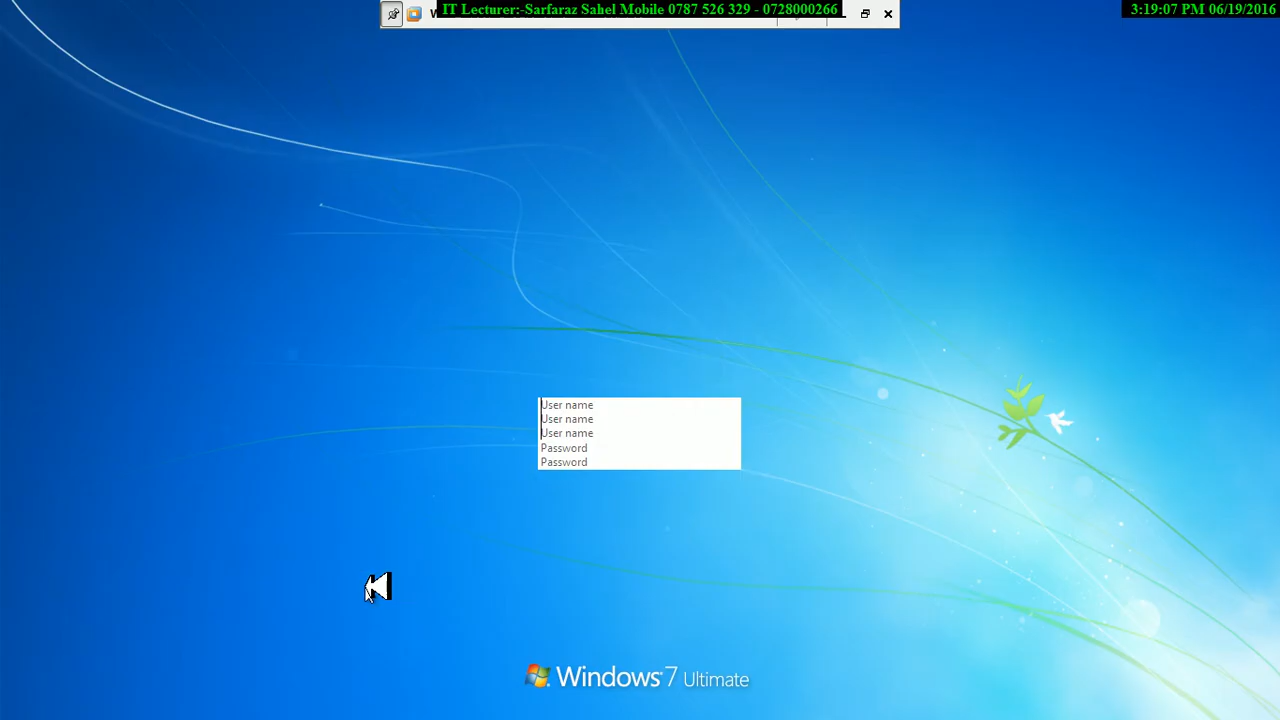 IT Lecturer:-Sarfaraz Sahel Mobile 0787 526 329 - 0728000266
3:19:07 PM 06/19/2016
User name
User name
User name
Password
Password
Windows 7 Ultimate